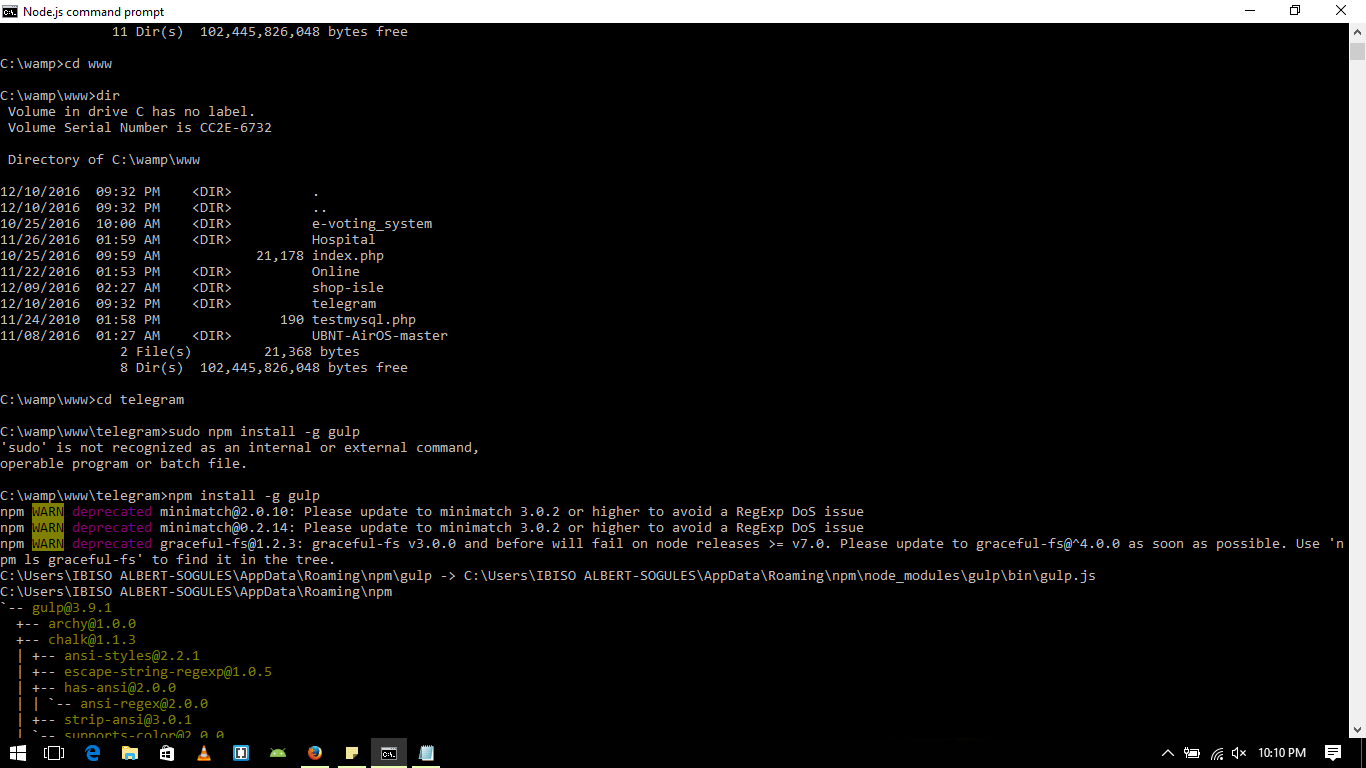 Node.js command prompt
11 Dir(s)  102,445,826,048 bytes free
C:\wamp>cd www
C:\wamp\www>dir
Volume in drive C has no label.
Volume Serial Number is CC2E-6732
Directory of C:\wamp\www
12/10/2016  09:32 PM    <DIR>          .
12/10/2016  09:32 PM    <DIR>          ..
10/25/2016  10:00 AM    <DIR>          e-voting_system
11/26/2016  01:59 AM    <DIR>          Hospital
10/25/2016  09:59 AM            21,178 index.php
11/22/2016  01:53 PM    <DIR>          Online
12/09/2016  02:27 AM    <DIR>          shop-isle
12/10/2016  09:32 PM    <DIR>          telegram
11/24/2010  01:58 PM               190 testmysql.php
11/08/2016  01:27 AM    <DIR>          UBNT-AirOS-master
2 File(s)         21,368 bytes
8 Dir(s)  102,445,826,048 bytes free
C:\wamp\www>cd telegram
C:\wamp\www\telegram>sudo npm install -g gulp
'sudo' is not recognized as an internal or external command,
operable program or batch file.
C:\wamp\www\telegram>npm install -g gulp
npm WARN deprecated minimatch@2.0.10: Please update to minimatch 3.0.2 or higher to avoid a RegExp DoS issue
npm WARN deprecated minimatch@0.2.14: Please update to minimatch 3.0.2 or higher to avoid a RegExp DoS issue
npm WARN deprecated graceful-fs@1.2.3: graceful-fs v3.0.0 and before will fail on node releases >= v7.0. Please update to graceful-fs@^4.0.0 as soon as possible. Use 'n
pm ls graceful-fs' to find it in the tree.
C:\Users\IBISO ALBERT-SOGULES\AppData\Roaming\npm\gulp -> C:\Users\IBISO ALBERT-SOGULES\AppData\Roaming\npm\node_modules\gulp\bin\gulp.js
C:\Users\IBISO ALBERT-SOGULES\AppData\Roaming\npm
`-- gulp@3.9.1
+-- archy@1.0.0
+-- chalk@1.1.3
| +-- ansi-styles@2.2.1
| +-- escape-string-regexp@1.0.5
| +-- has-ansi@2.0.0
| | `-- ansi-regex@2.0.0
| +-- strip-ansi@3.0.1
| `-- supports-color@2.0.0
10:10 PM